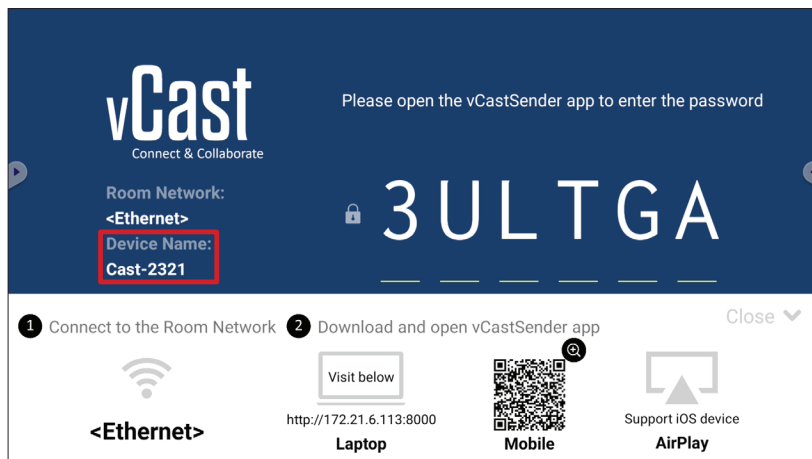 vCast
Connect & Collaborate
Please open the vCastSender app to enter the password
Room Network:
<Ethernet>
Device Name:
Cast-2321
3ULTGA
1 Connect to the Room Network
2 Download and open vCastSender app
Close
<Ethernet>
Visit below
http://172.21.6.113:8000
Laptop
Mobile
Support iOS device
AirPlay